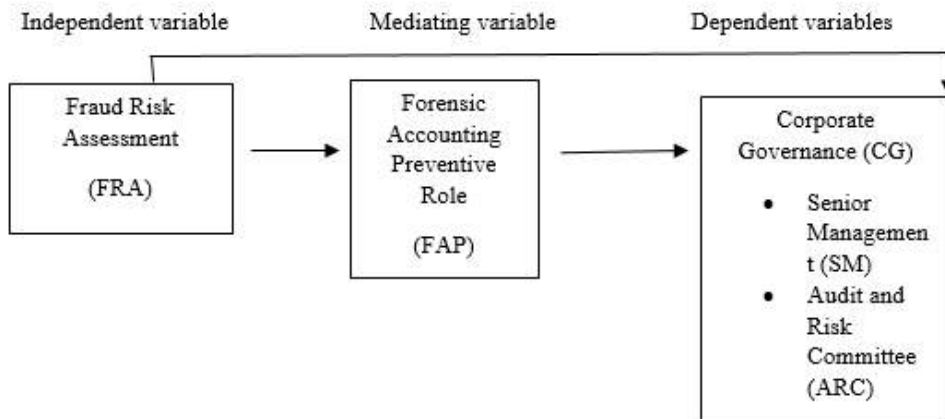 Independent variable
Mediating variable
Dependent variables
Fraud Risk
Assessment
(FRA)
Forensic
Accounting
Preventive
Role
(FAP)
Corporate
Governance (CG)
• Senior
Managemen
t (SM)
• Audit and
Risk
Committee
(ARC)